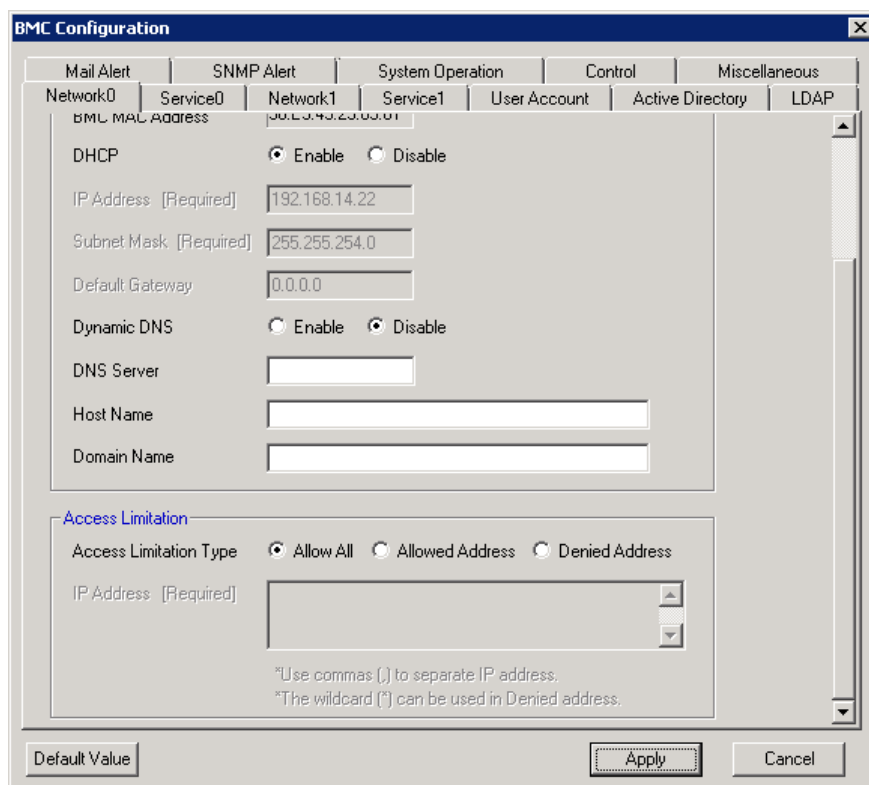 BMC Configuration
Mail Alert SNMP Alert System Operation Control Miscellaneous
Network0 Service0 Network1 Service1 User Account Active Directory LDAP
BMC MAC Address
DHCP Enable Disable
IP Address [Required] 192.168.14.22
Subnet Mask [Required] 255.255.254.0
Default Gateway 0.0.0.0
Dynamic DNS Enable Disable
DNS Server
Host Name
Domain Name
Access Limitation
Access Limitation Type Allow All Allowed Address Denied Address
IP Address [Required]
*Use commas (,) to separate IP address.
*The wildcard (*) can be used in Denied address.
Default Value Apply Cancel